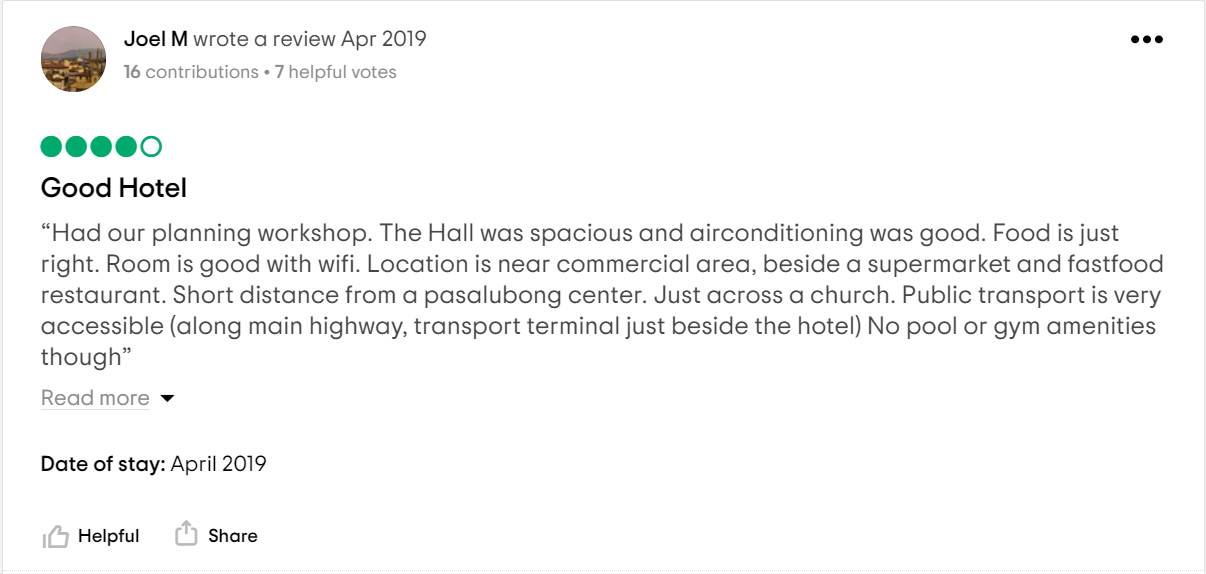 Joel M wrote a review Apr 2019
16 contributions • 7 helpful votes
Good Hotel
“Had our planning workshop. The Hall was spacious and airconditioning was good. Food is just
right. Room is good with wifi. Location is near commercial area, beside a supermarket and fastfood
restaurant. Short distance from a pasalubong center. Just across a church. Public transport is very
accessible (along main highway, transport terminal just beside the hotel) No pool or gym amenities
though”
Read more
Date of stay: April 2019
Helpful Share